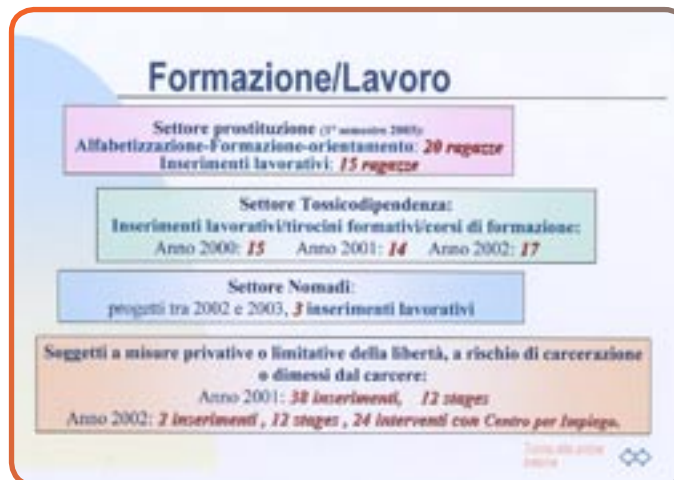 Formazione/Lavoro
Settore prostituzione (1° semestre 2003):
Alfabetizzazione-Formazione-orientamento: 20 ragazze
Inserimenti lavorativi: 15 ragazze
Settore Tossicodipendenza:
Inserimenti lavorativi/tirocini formativi/corsi di formazione:
Anno 2000: 15 Anno 2001: 14 Anno 2002: 17
Settore Nomadi:
progetti tra 2002 e 2003, 3 inserimenti lavorativi
Soggetti a misure privative o limitative della libertà, a rischio di carcerazione
o dimessi dal carcere:
Anno 2001: 38 inserimenti, 12 stages
Anno 2002: 2 inserimenti , 12 stages , 24 interventi con Centro per Impiego.